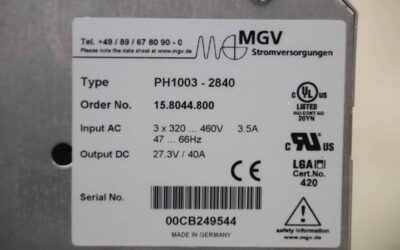 Tel. +49 / 89 / 67 80 90 - 0
Please note the data sheet at www.mgv.de
MGV
Stromversorgungen
Type PH1003 - 2840
Order No. 15.8044.800
Input AC 3 x 320 ... 460V 3.5A
47 ... 66Hz
Output DC 27.3V / 40A
Serial No.
00CB249544
MADE IN GERMANY
c UL US
LISTED
20YN
c UR US
LGA
Cert.No.
420
safety information
www.mgv.de